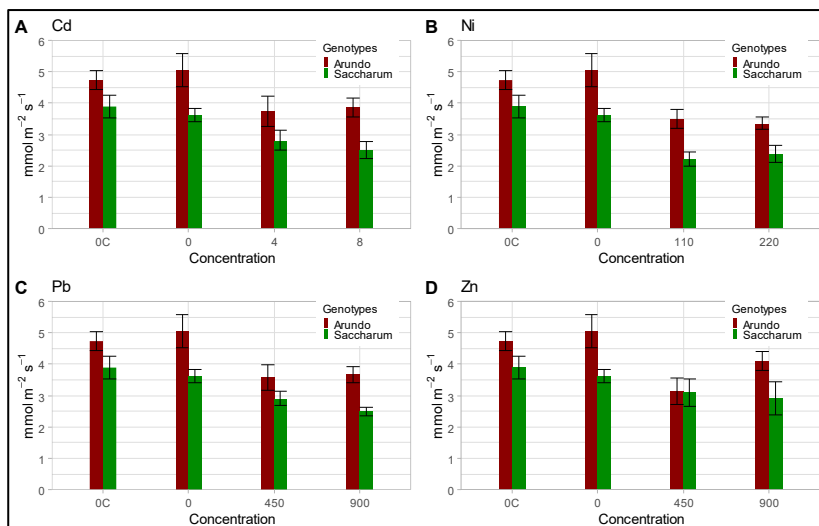 A Cd
Genotypes
Arundo
Saccharum
6
5
4
3
2
1
0
mmol m⁻² s⁻¹
0C 0 4 8
Concentration
B Ni
Genotypes
Arundo
Saccharum
6
5
4
3
2
1
0
mmol m⁻² s⁻¹
0C 0 110 220
Concentration
C Pb
Genotypes
Arundo
Saccharum
6
5
4
3
2
1
0
mmol m⁻² s⁻¹
0C 0 450 900
Concentration
D Zn
Genotypes
Arundo
Saccharum
6
5
4
3
2
1
0
mmol m⁻² s⁻¹
0C 0 450 900
Concentration